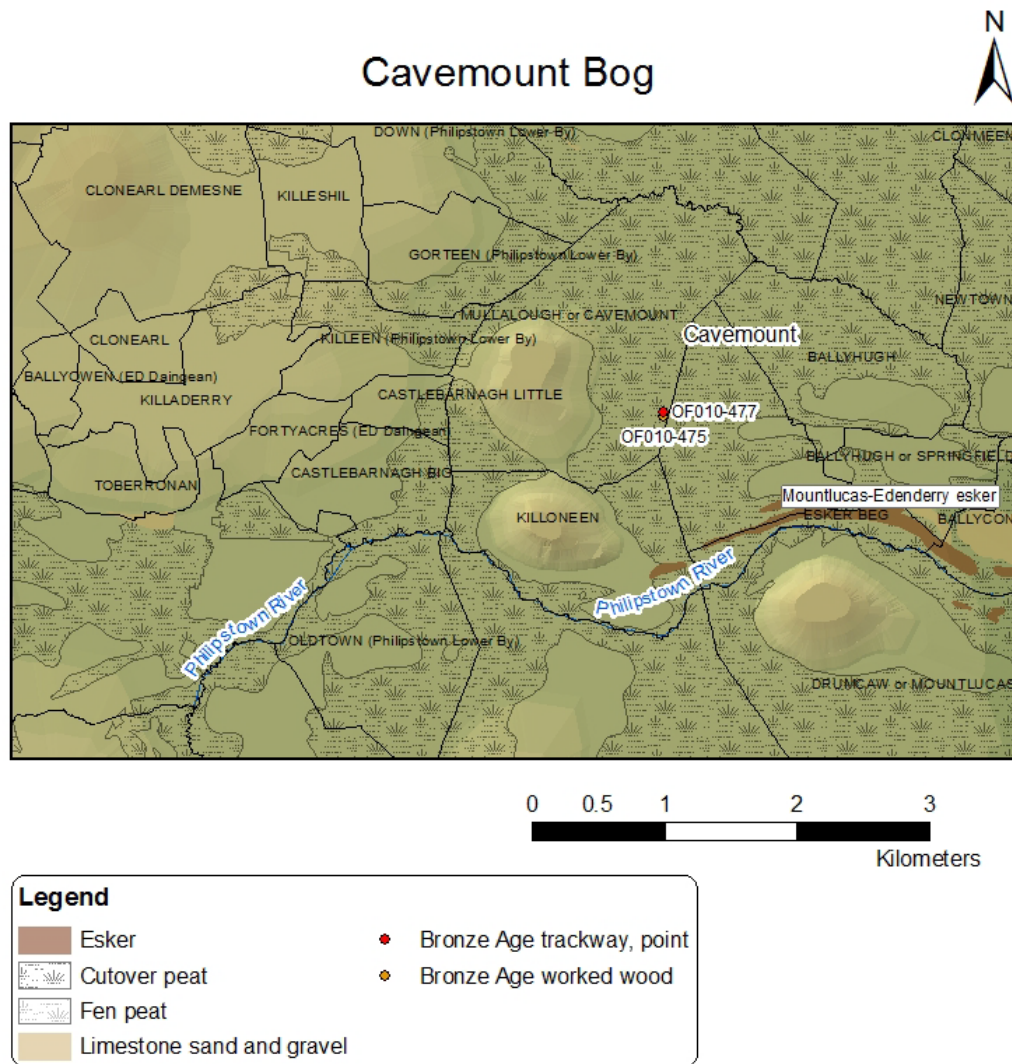 N
Cavemount Bog
DOWN (Philipstown Lower By)
CLONMEEN
CLONEARL DEMESNE
KILLESHIL
GORTEEN (Philipstown Lower By)
NEWTOWN
MULLALOUGH or CAVEMOUNT
Cavemount
CLONEARL
KILLEEN (Philipstown Lower By)
BALLYHUGH
BALLYOWEN (ED Daingean)
KILLADERRY
CASTLEBARNAGH LITTLE
OF010-477
FORTYACRES (ED Daingean)
OF010-475
BALLYHUGH or SPRINGFIELD
CASTLEBARNAGH BIG
TOBERRONAN
Mountlucas-Edenderry esker
KILLONEEN
ESKER BEG
BALLYCON
Philipstown River
Philipstown River
OLDTOWN (Philipstown Lower By)
DRUMCAW or MOUNTLUCAS
0 0.5 1 2 3
Kilometers
Legend
Esker
Cutover peat
Fen peat
Limestone sand and gravel
Bronze Age trackway, point
Bronze Age worked wood